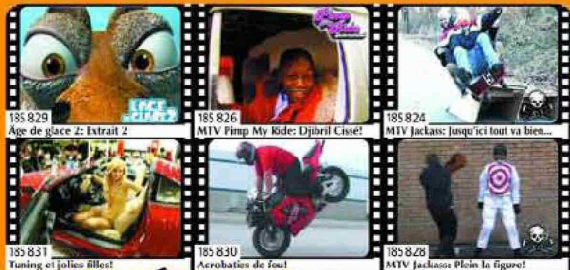 Pimp
My Ride
L'AGE
DE GLACE 2
185 829
Âge de glace 2: Extrait 2
185 826
MTV Pimp My Ride: Djibril Cissé!
185 824
MTV Jackass: Jusqu'ici tout va bien...
185 831
Tuning et jolies filles!
185 830
Acrobaties de fou!
185 828
MTV Jackass: Plein la figure!